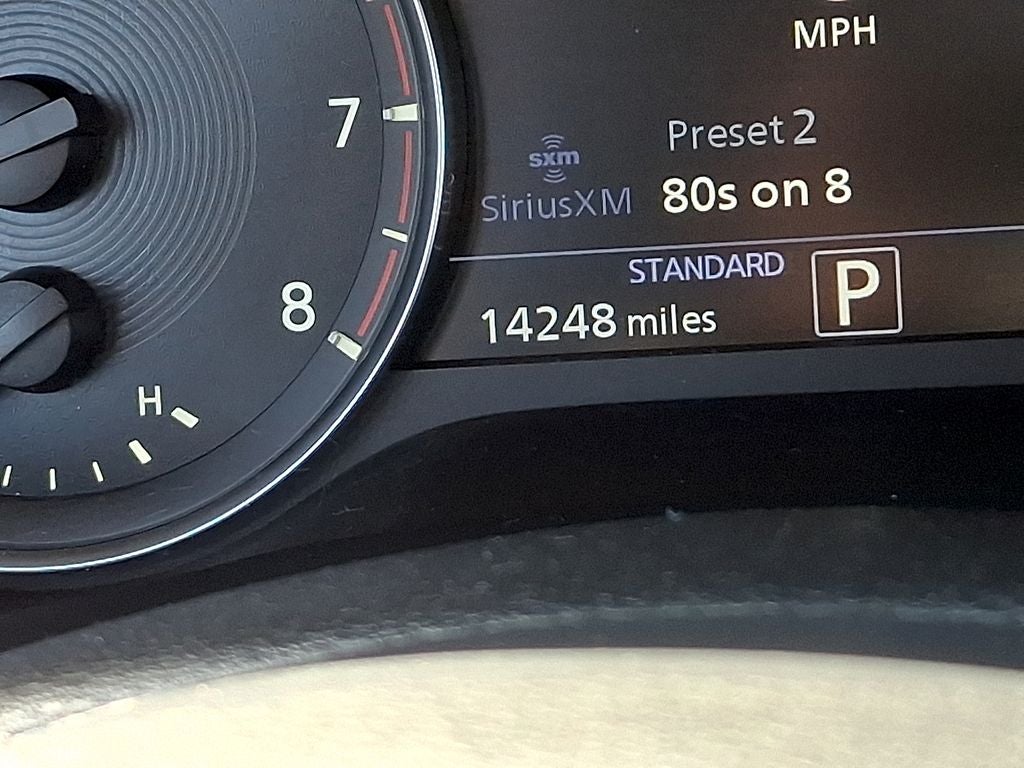 MPH
7
Preset 2
sxm
SiriusXM
80s on 8
STANDARD
P
8
14248 miles
H